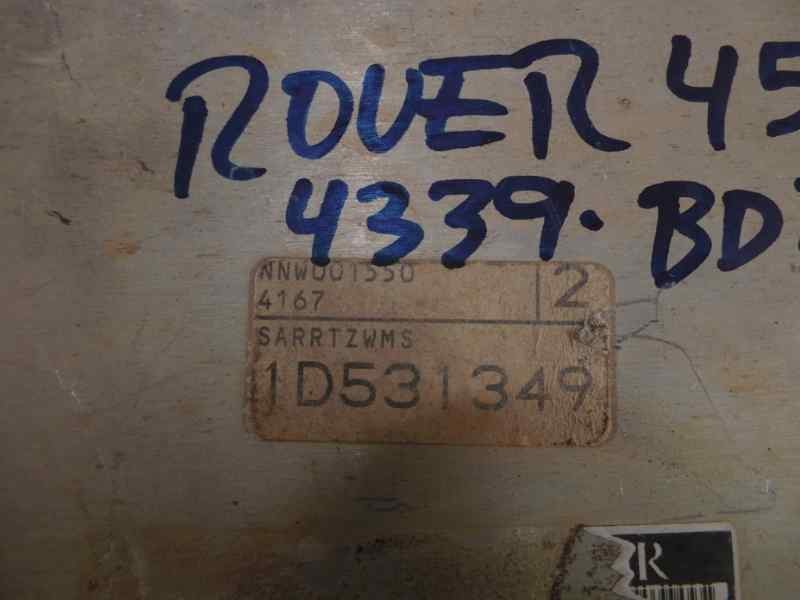 ROVER 45
4339·BD
NNW001550
4167 2
SARRTZWMS
1D531349
R